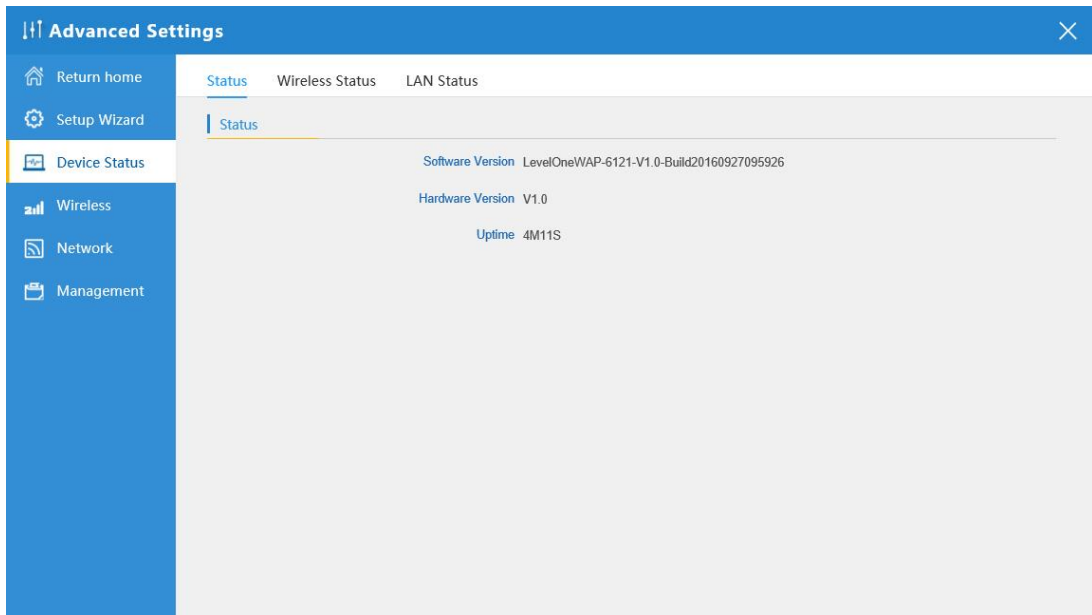 Advanced Settings
Return home
Setup Wizard
Device Status
Wireless
Network
Management
Status Wireless Status LAN Status
Status
Software Version LevelOneWAP-6121-V1.0-Build20160927095926
Hardware Version V1.0
Uptime 4M11S